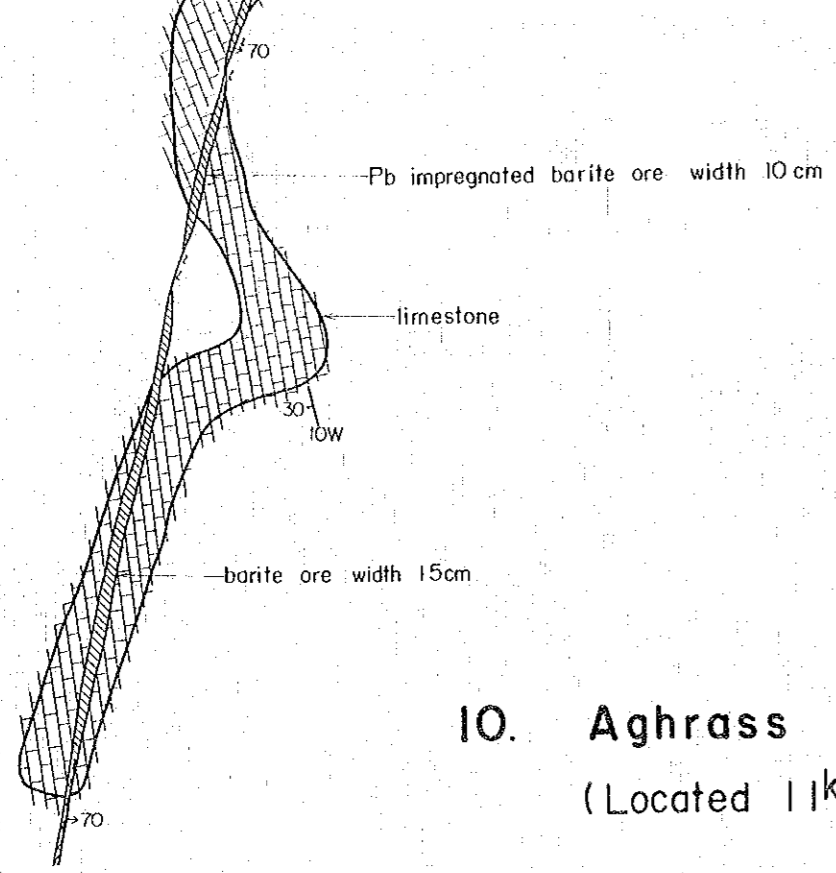 70
Pb impregnated barite ore width 10 cm
limestone
30
10W
barite ore width 15cm
10. Aghrass
(Located 11k
70